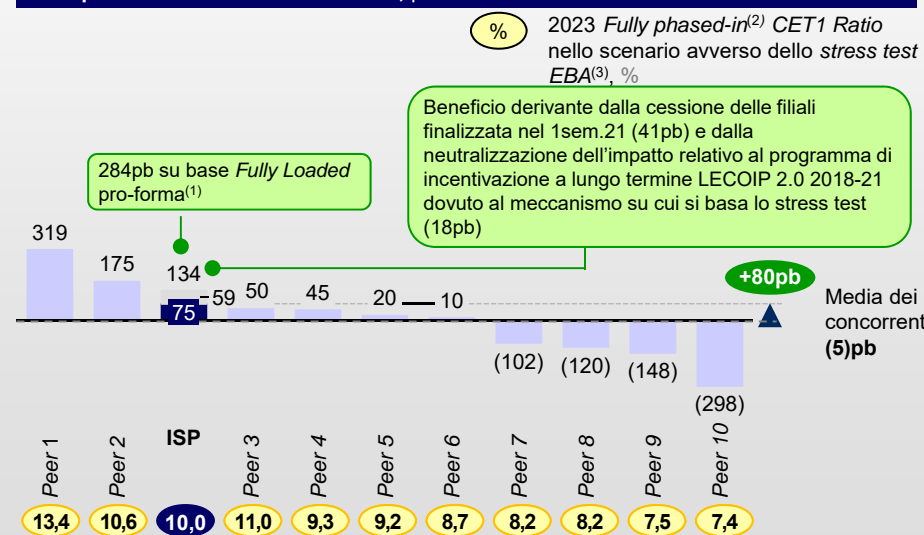 %
2023 Fully phased-in(2) CET1 Ratio
nello scenario avverso dello stress test
EBA(3), %
Beneficio derivante dalla cessione delle filiali
finalizzata nel 1sem.21 (41pb) e dalla
neutralizzazione dell'impatto relativo al programma di
incentivazione a lungo termine LECOIP 2.0 2018-21
dovuto al meccanismo su cui si basa lo stress test
(18pb)
284pb su base Fully Loaded
pro-forma(1)
319
175
134
59
75
50
45
20
10
(102)
(120)
(148)
(298)
+80pb
Media dei
concorrent
(5)pb
Peer 1
Peer 2
ISP
Peer 3
Peer 4
Peer 5
Peer 6
Peer 7
Peer 8
Peer 9
Peer 10
13,4
10,6
10,0
11,0
9,3
9,2
8,7
8,2
8,2
7,5
7,4